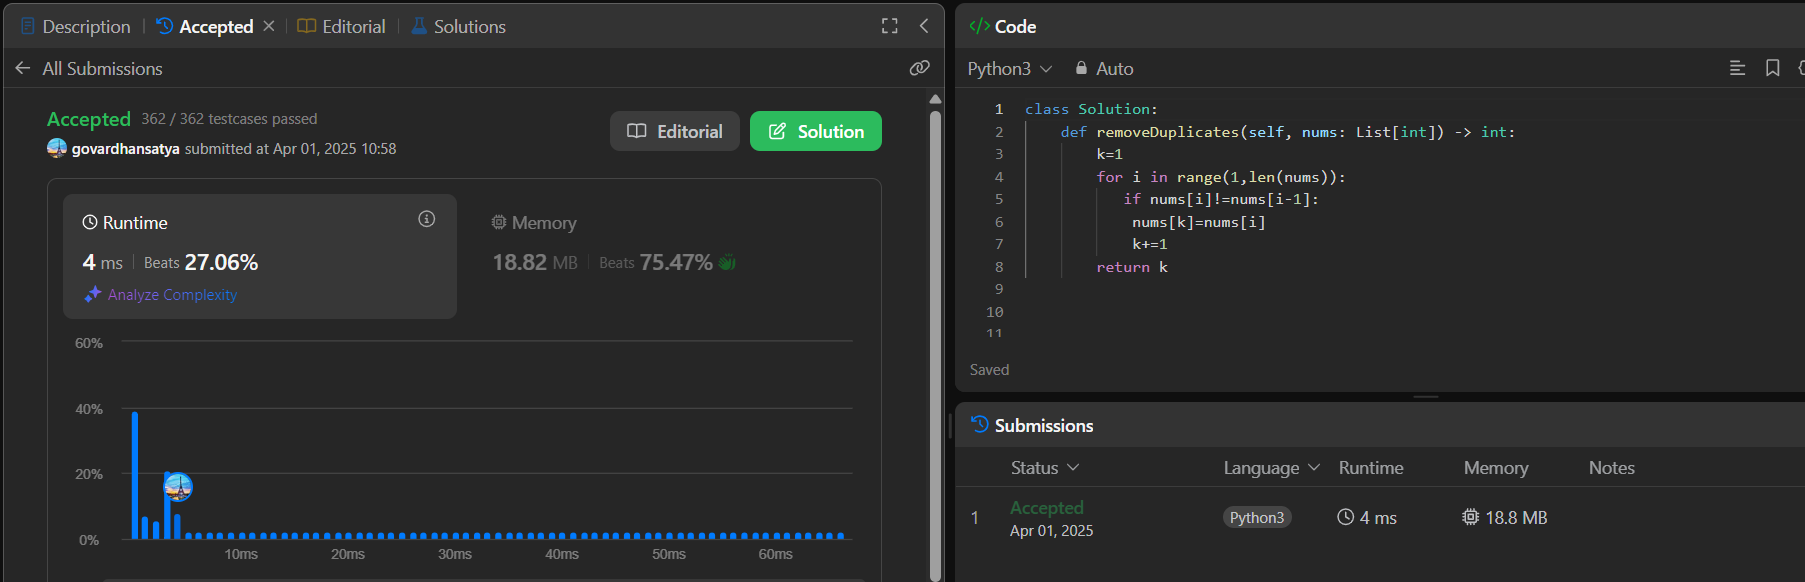 Description | Accepted × | Editorial | Solutions
← All Submissions
Accepted 362 / 362 testcases passed
govardhansatya submitted at Apr 01, 2025 10:58
Editorial
Solution
Runtime
4 ms | Beats 27.06%
Analyze Complexity
Memory
18.82 MB | Beats 75.47%
60%
40%
20%
0%
10ms 20ms 30ms 40ms 50ms 60ms
</> Code
Python3 Auto
1 class Solution:
2     def removeDuplicates(self, nums: List[int]) -> int:
3         k=1
4         for i in range(1,len(nums)):
5            if nums[i]!=nums[i-1]:
6             nums[k]=nums[i]
7             k+=1
8         return k
9
10
11
Saved
Submissions
Status Language Runtime Memory Notes
1 Accepted Python3 4 ms 18.8 MB
Apr 01, 2025